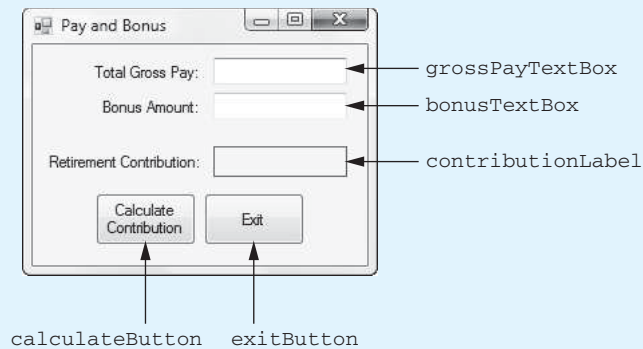 Pay and Bonus
Total Gross Pay:
grossPayTextBox
Bonus Amount:
bonusTextBox
Retirement Contribution:
contributionLabel
Calculate
Contribution
Exit
calculateButton
exitButton